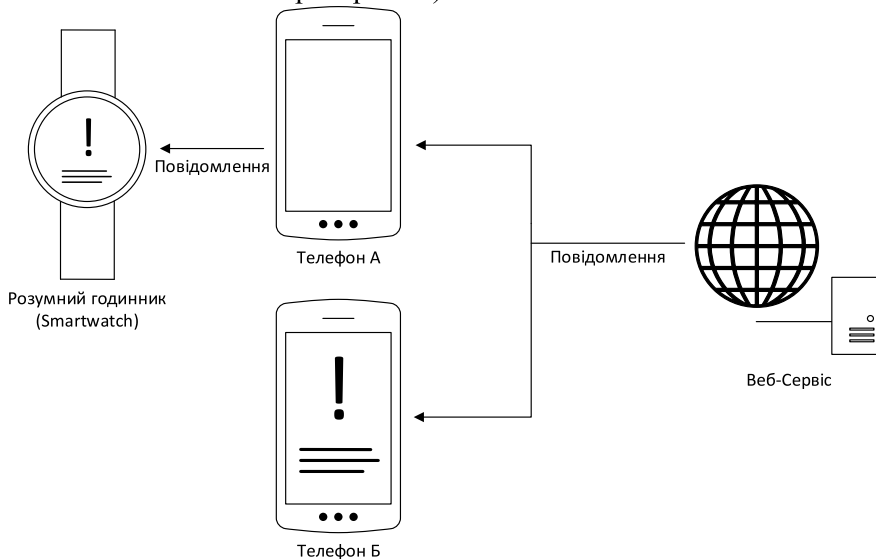 Повідомлення
Телефон А
Повідомлення
Розумний годинник
(Smartwatch)
Веб-Сервіс
Телефон Б